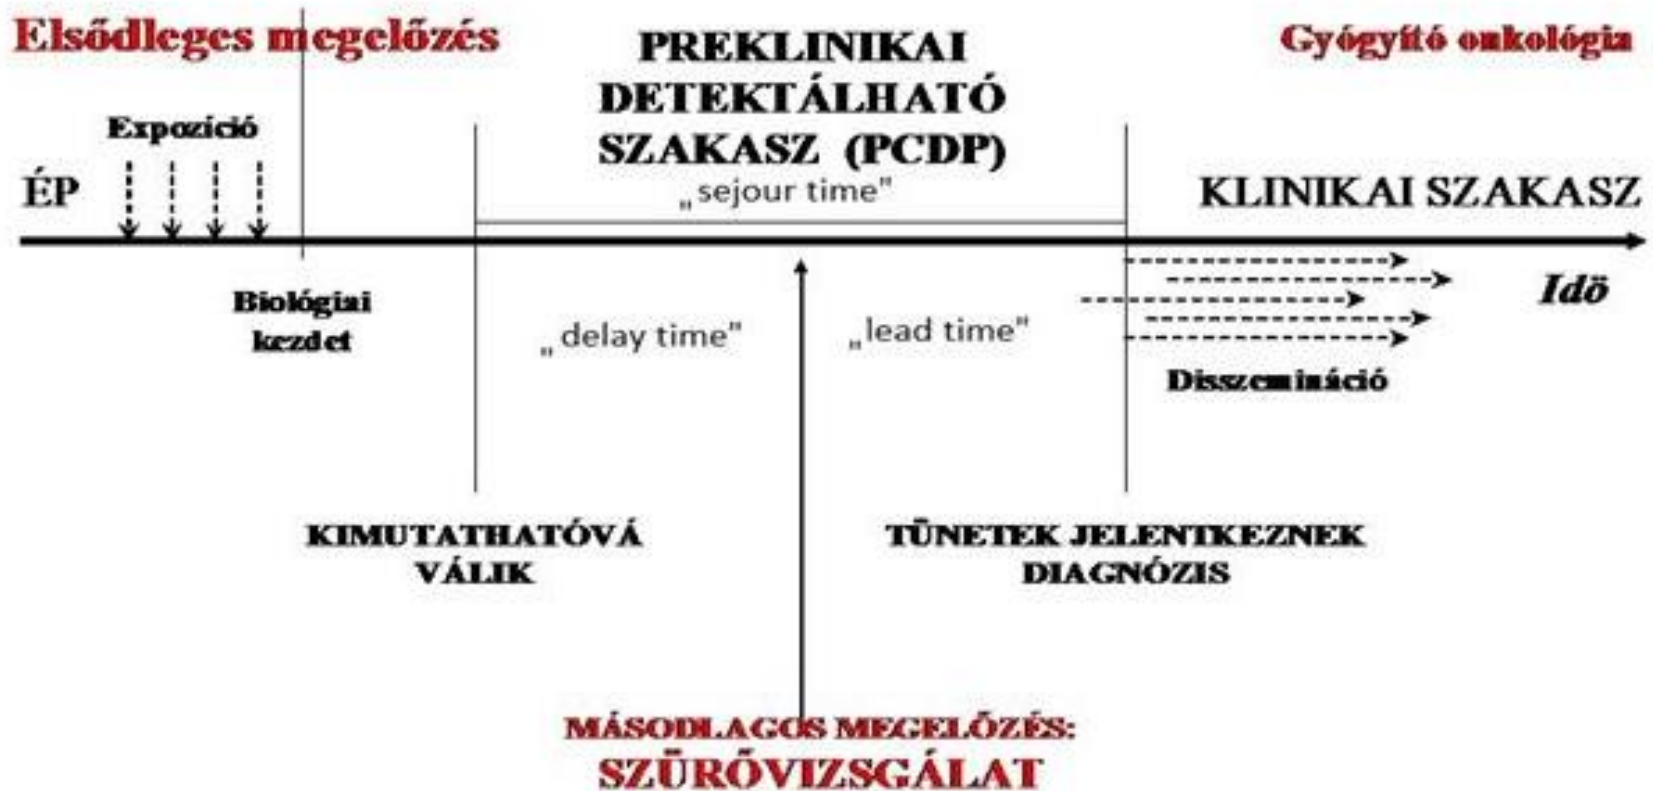 Elsődleges megelőzés
PREKLINIKAI
DETEKTÁLHATÓ
SZAKASZ (PCDP)
Gyógyító onkológia
Expozíció
ÉP
„sejour time"
KLINIKAI SZAKASZ
Biológiai
kezdet
„delay time"
„lead time"
Idö
Disszemináció
KIMUTATHATÓVÁ
VÁLIK
TÜNETEK JELENTKEZNEK
DIAGNÓZIS
MÁSODLAGOS MEGELŐZÉS:
SZŰRŐVIZSGÁLAT